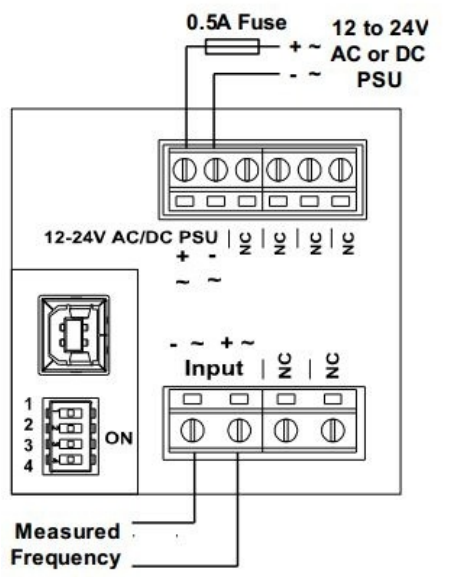 0.5A Fuse
12 to 24V
+ ~
AC or DC
- ~
PSU
12-24V AC/DC PSU | NC | NC | NC | NC
+ -
~ ~
- ~ + ~
Input | NC | NC
1
2
3
4
ON
Measured
Frequency